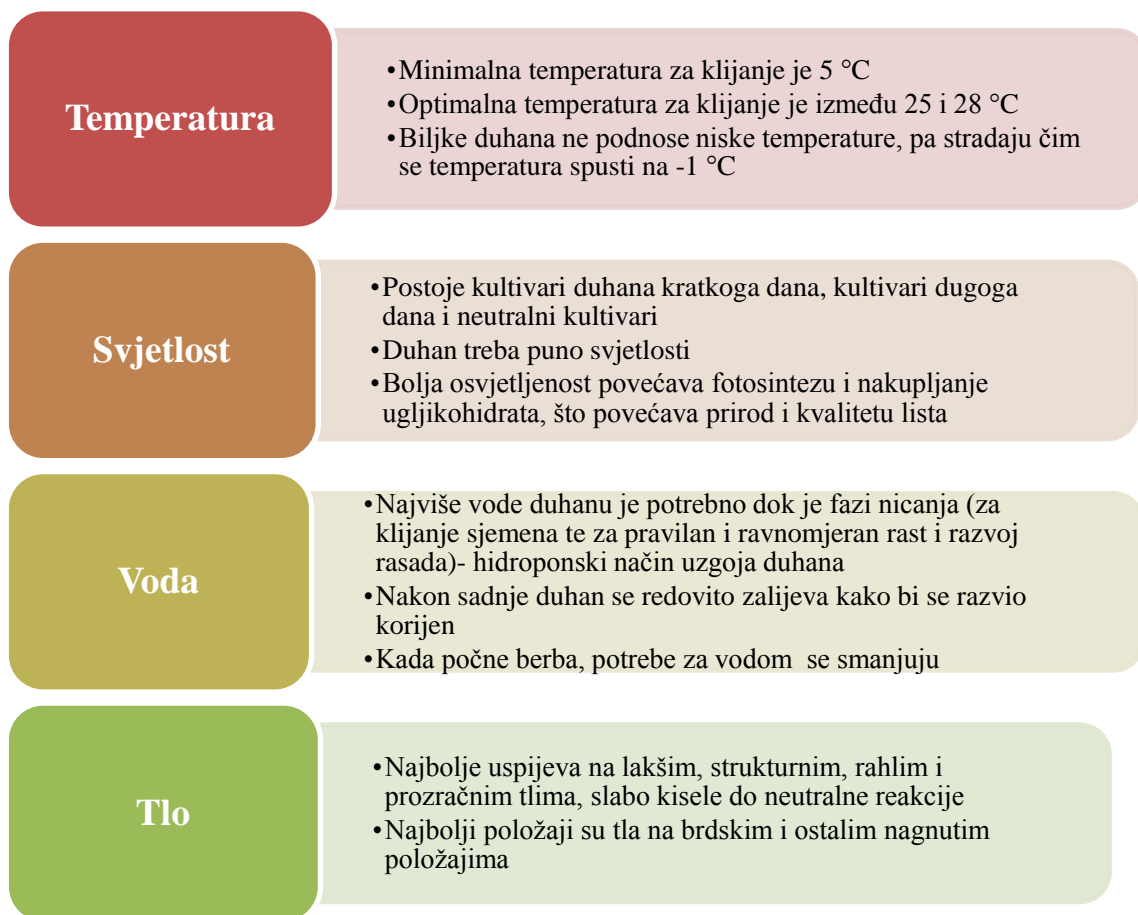 Temperatura
•Minimalna temperatura za klijanje je 5 °C
•Optimalna temperatura za klijanje je između 25 i 28 °C
•Biljke duhana ne podnose niske temperature, pa stradaju čim
se temperatura spusti na -1 °C
Svjetlost
•Postoje kultivari duhana kratkoga dana, kultivari dugoga
dana i neutralni kultivari
•Duhan treba puno svjetlosti
•Bolja osvjetljenost povećava fotosintezu i nakupljanje
ugljikohidrata, što povećava prirod i kvalitetu lista
Voda
•Najviše vode duhanu je potrebno dok je fazi nicanja (za
klijanje sjemena te za pravilan i ravnomjeran rast i razvoj
rasada)- hidroponski način uzgoja duhana
•Nakon sadnje duhan se redovito zalijeva kako bi se razvio
korijen
•Kada počne berba, potrebe za vodom  se smanjuju
Tlo
•Najbolje uspijeva na lakšim, strukturnim, rahlim i
prozračnim tlima, slabo kisele do neutralne reakcije
•Najbolji položaji su tla na brdskim i ostalim nagnutim
položajima